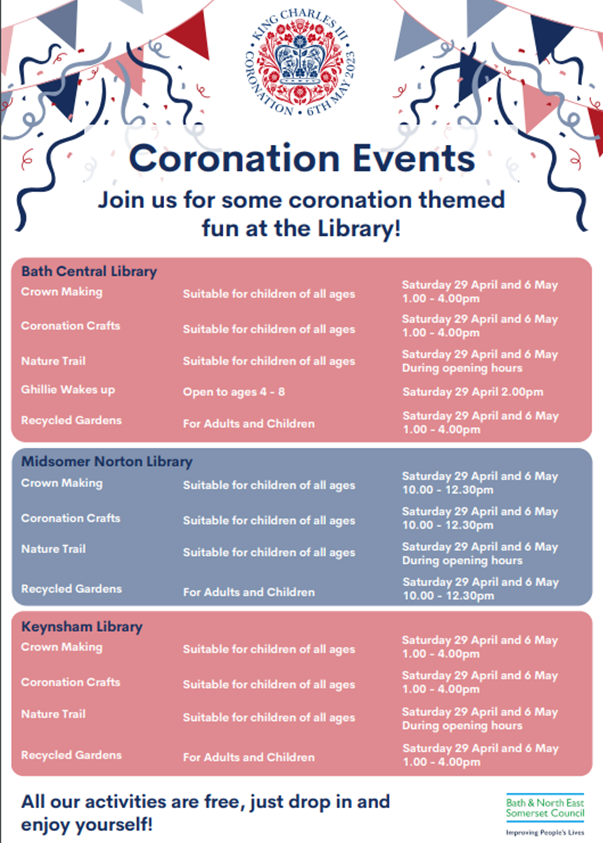 KING CHARLES III • CORONATION • 6TH MAY 2023 •
Coronation Events
Join us for some coronation themed
fun at the Library!
Bath Central Library
Crown Making Suitable for children of all ages Saturday 29 April and 6 May
1.00 - 4.00pm
Coronation Crafts Suitable for children of all ages Saturday 29 April and 6 May
1.00 - 4.00pm
Nature Trail Suitable for children of all ages Saturday 29 April and 6 May
During opening hours
Ghillie Wakes up Open to ages 4 - 8 Saturday 29 April 2.00pm
Recycled Gardens For Adults and Children Saturday 29 April and 6 May
1.00 - 4.00pm
Midsomer Norton Library
Crown Making Suitable for children of all ages Saturday 29 April and 6 May
10.00 - 12.30pm
Coronation Crafts Suitable for children of all ages Saturday 29 April and 6 May
10.00 - 12.30pm
Nature Trail Suitable for children of all ages Saturday 29 April and 6 May
During opening hours
Recycled Gardens For Adults and Children Saturday 29 April and 6 May
10.00 - 12.30pm
Keynsham Library
Crown Making Suitable for children of all ages Saturday 29 April and 6 May
1.00 - 4.00pm
Coronation Crafts Suitable for children of all ages Saturday 29 April and 6 May
1.00 - 4.00pm
Nature Trail Suitable for children of all ages Saturday 29 April and 6 May
During opening hours
Recycled Gardens For Adults and Children Saturday 29 April and 6 May
1.00 - 4.00pm
All our activities are free, just drop in and
enjoy yourself!
Bath & North East
Somerset Council
Improving People's Lives